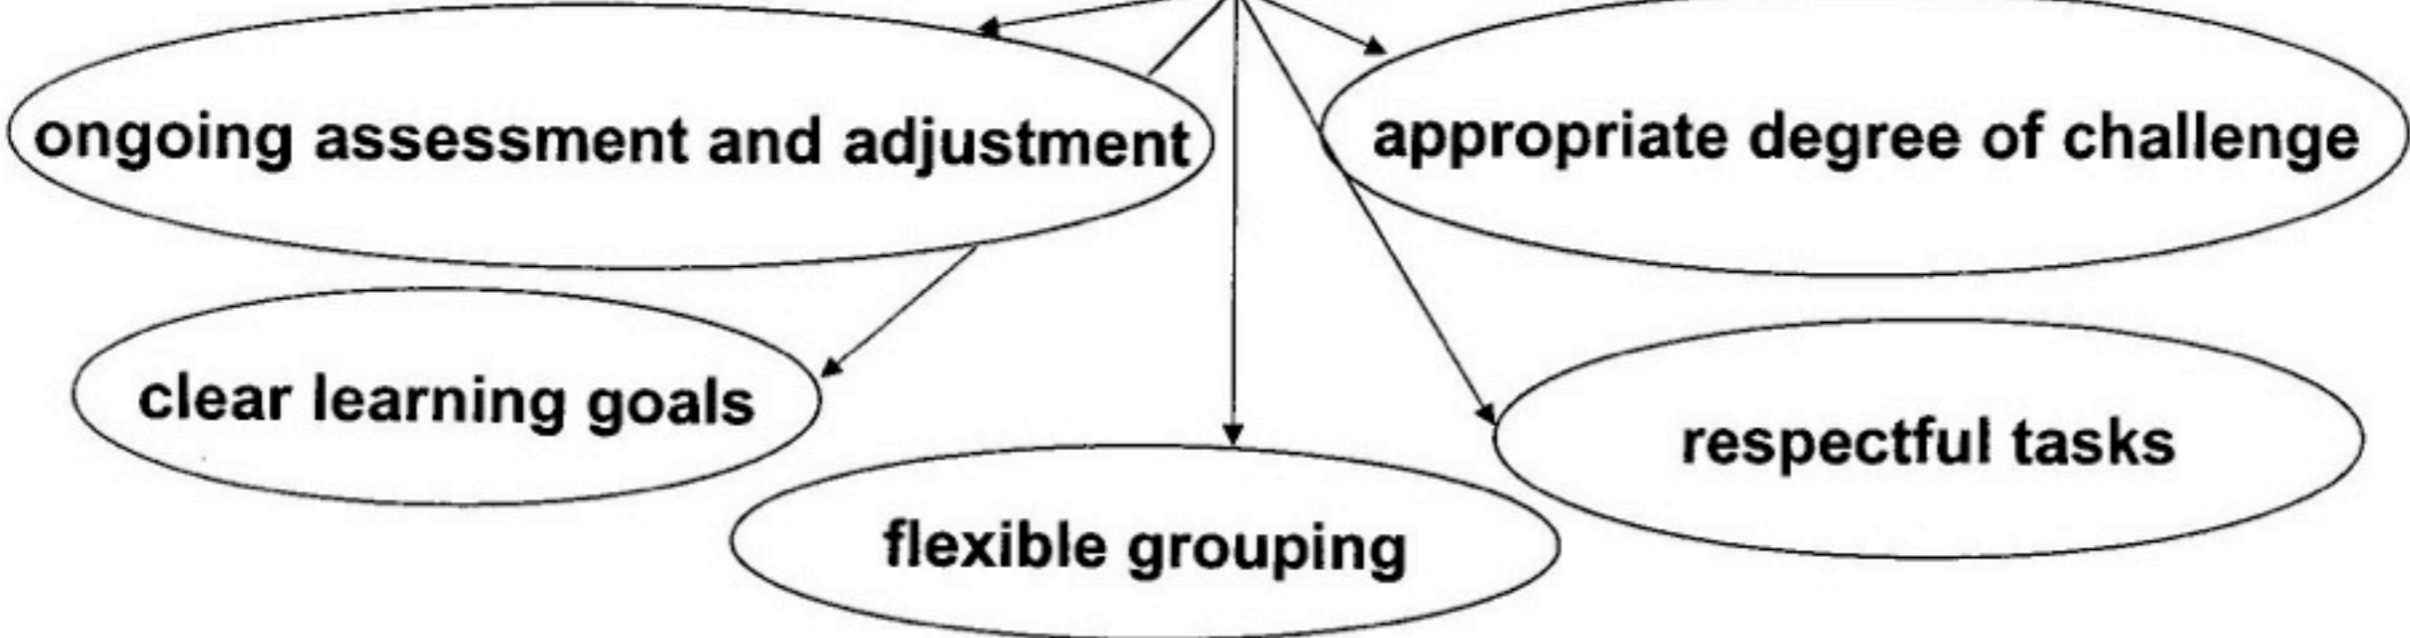 ongoing assessment and adjustment
appropriate degree of challenge
clear learning goals
respectful tasks
flexible grouping